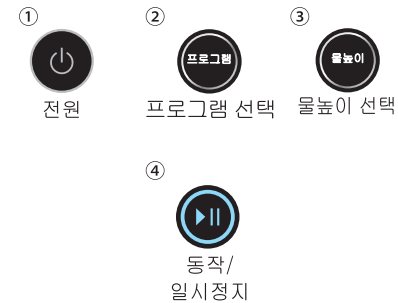 ① ② ③
프로그램 물높이
전원 프로그램 선택 물높이 선택
④
동작/
일시정지